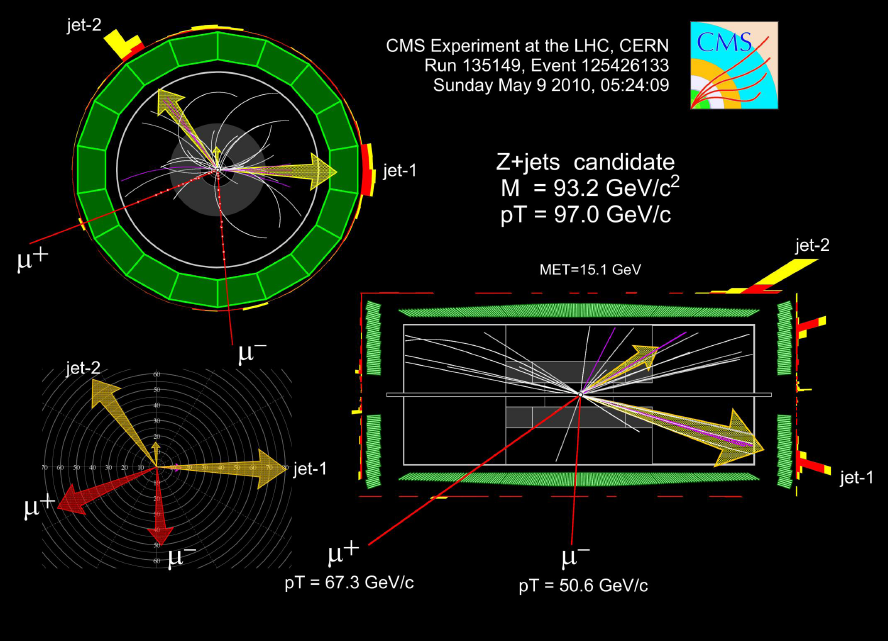 jet-2
CMS Experiment at the LHC, CERN
Run 135149, Event 125426133
Sunday May 9 2010, 05:24:09
CMS
jet-1
Z+jets candidate
M = 93.2 GeV/c²
pT = 97.0 GeV/c
μ+
jet-2
MET=15.1 GeV
μ−
jet-2
jet-1
μ+
μ−
jet-1
μ+
pT = 67.3 GeV/c
μ−
pT = 50.6 GeV/c